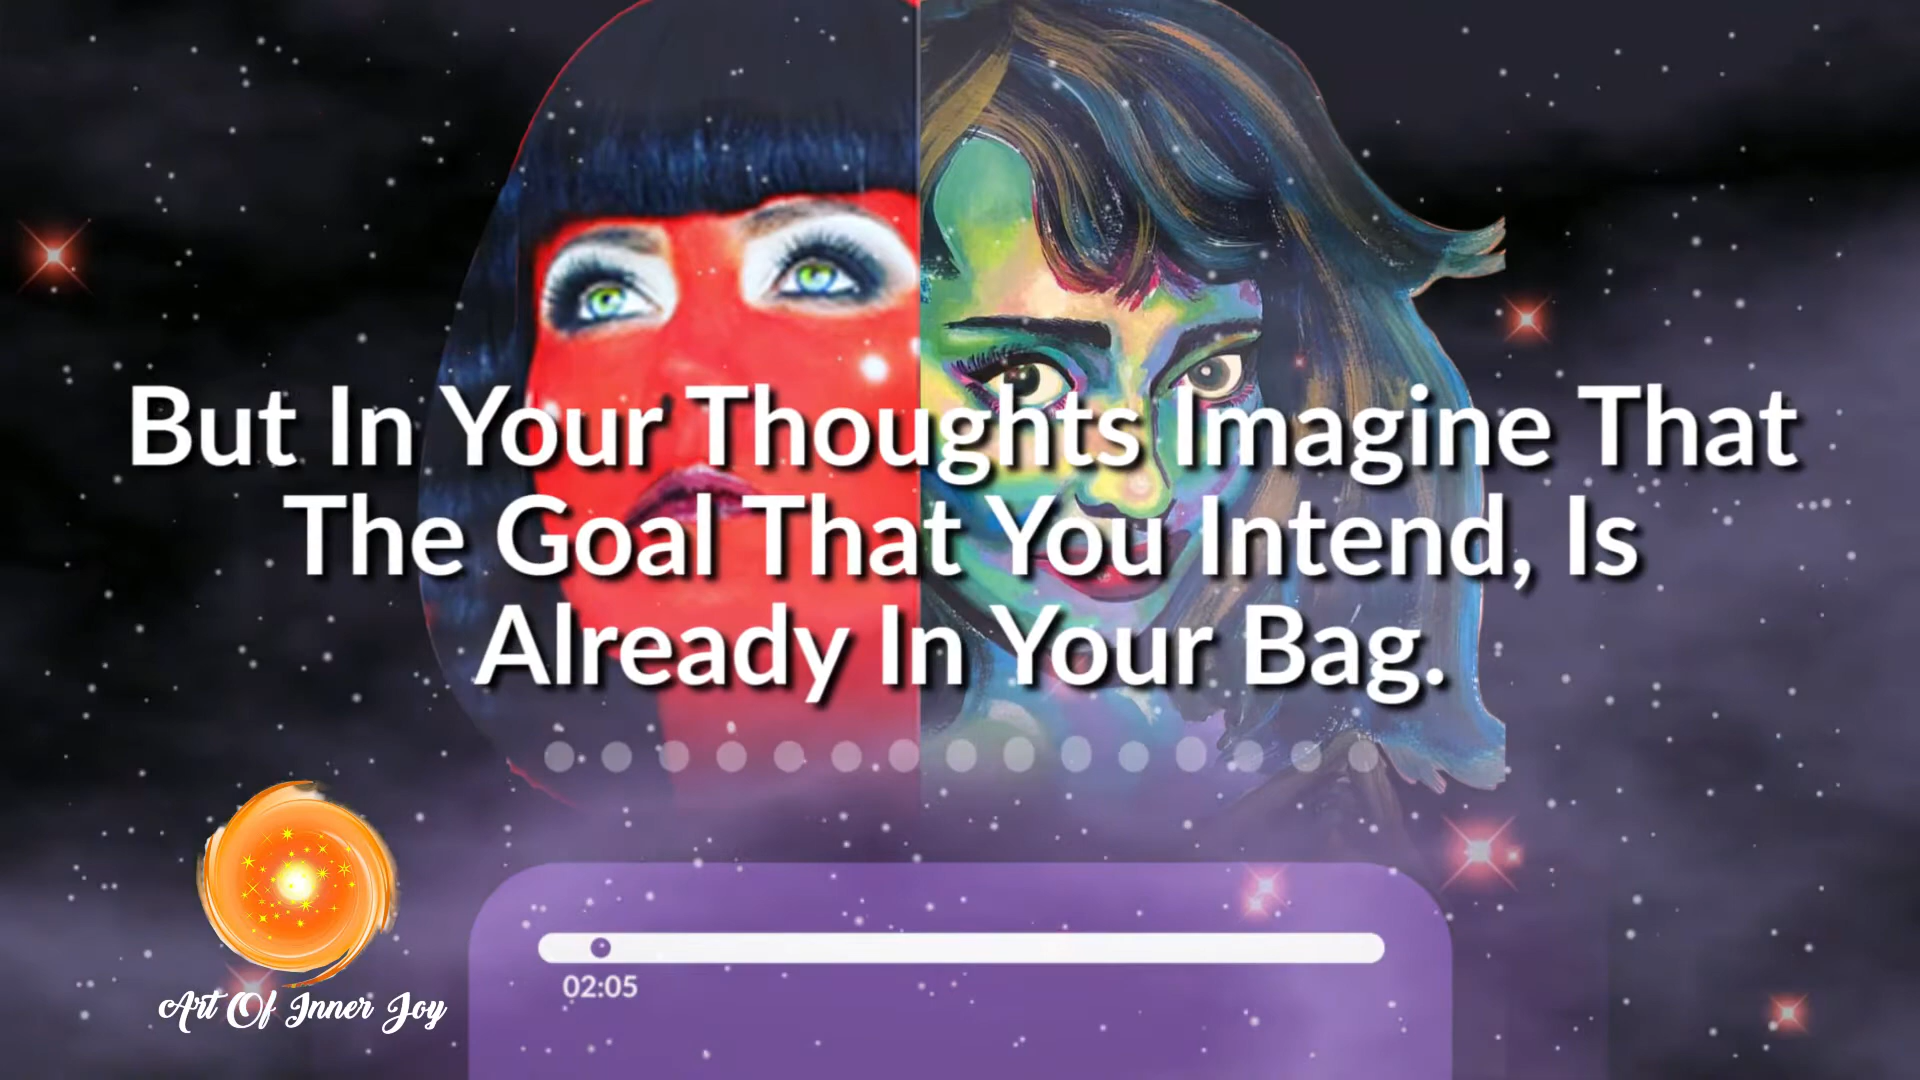 But In Your Thoughts Imagine That
The Goal That You Intend, Is
Already In Your Bag.
02:05
Art Of Inner Joy